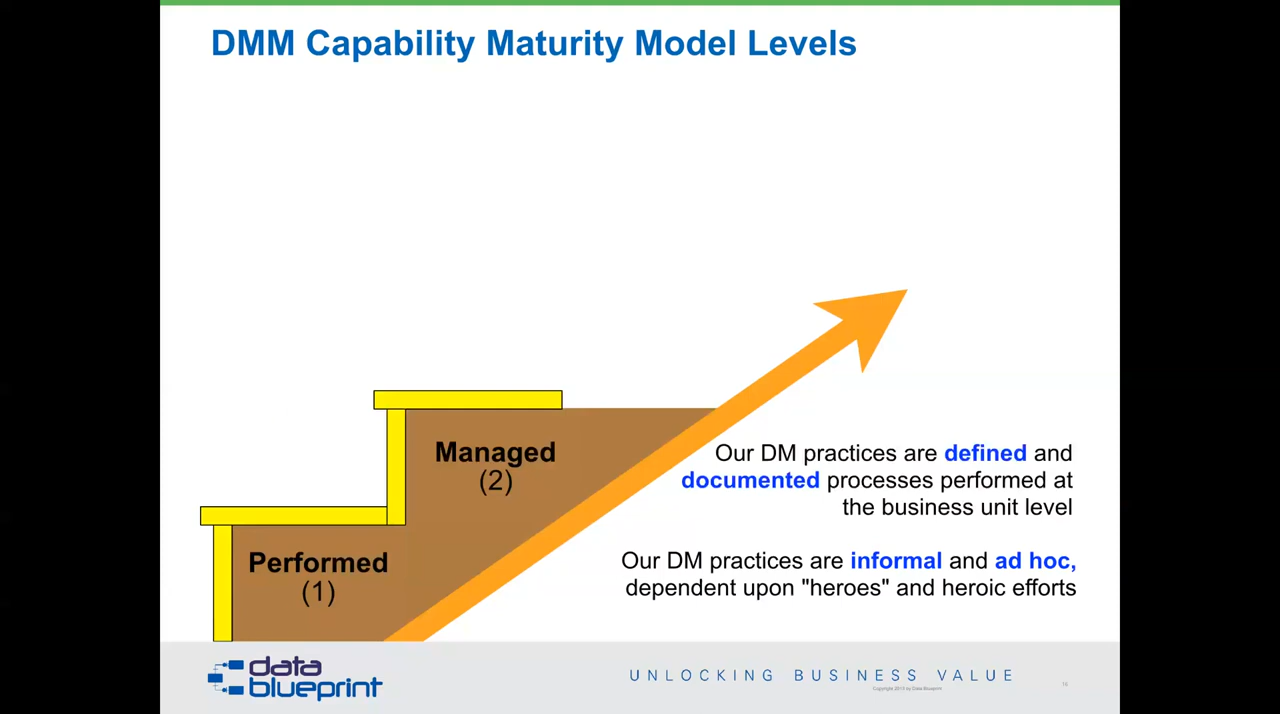 DMM Capability Maturity Model Levels
Managed
(2)
Our DM practices are defined and
documented processes performed at
the business unit level
Performed
(1)
Our DM practices are informal and ad hoc,
dependent upon "heroes" and heroic efforts
data
blueprint
UNLOCKING BUSINESS VALUE